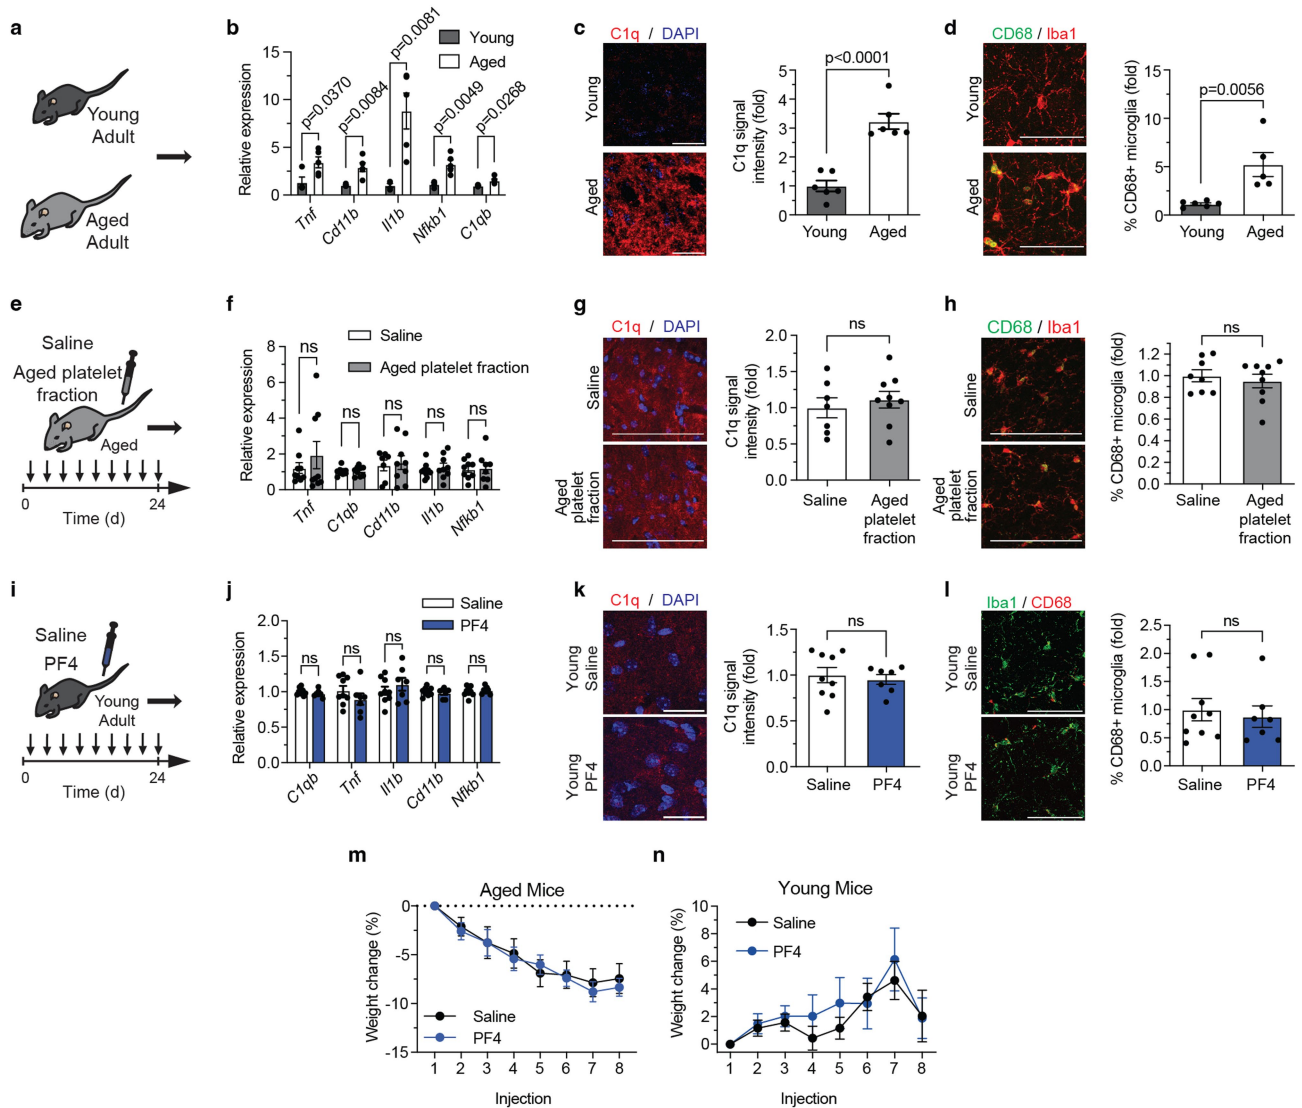 a
Young
Adult
Aged
Adult
b
Young
Aged
Relative expression
15
10
5
0
p=0.0370
p=0.0084
p=0.0081
p=0.0049
p=0.0268
Tnf
Cd11b
Il1b
Nfkb1
C1qb
c
C1q / DAPI
Young
Aged
C1q signal
intensity (fold)
5
4
3
2
1
0
p<0.0001
Young
Aged
d
CD68 / Iba1
Young
Aged
% CD68+ microglia (fold)
15
10
5
0
p=0.0056
Young
Aged
e
Saline
Aged platelet
fraction
Aged
0
24
Time (d)
f
Saline
Aged platelet fraction
Relative expression
8
6
4
2
0
ns
ns
ns
ns
ns
Tnf
C1qb
Cd11b
Il1b
Nfkb1
g
C1q / DAPI
Saline
Aged
platelet
fraction
C1q signal
intensity (fold)
2.0
1.5
1.0
0.5
0.0
ns
Saline
Aged
platelet
fraction
h
CD68 / Iba1
Saline
Aged
platelet
fraction
% CD68+ microglia (fold)
1.2
1.0
0.8
0.6
0.4
0.2
0.0
ns
Saline
Aged
platelet
fraction
i
Saline
PF4
Young
Adult
0
24
Time (d)
j
Saline
PF4
Relative expression
2.0
1.5
1.0
0.5
0.0
ns
ns
ns
ns
ns
C1qb
Tnf
Il1b
Cd11b
Nfkb1
k
C1q / DAPI
Young
Saline
Young
PF4
C1q signal
intensity (fold)
1.5
1.0
0.5
0.0
ns
Saline
PF4
l
Iba1 / CD68
Young
Saline
Young
PF4
% CD68+ microglia (fold)
2.5
2.0
1.5
1.0
0.5
0.0
ns
Saline
PF4
m
Aged Mice
Weight change (%)
0
-5
-10
-15
Saline
PF4
1 2 3 4 5 6 7 8
Injection
n
Young Mice
Weight change (%)
10
8
6
4
2
0
Saline
PF4
1 2 3 4 5 6 7 8
Injection